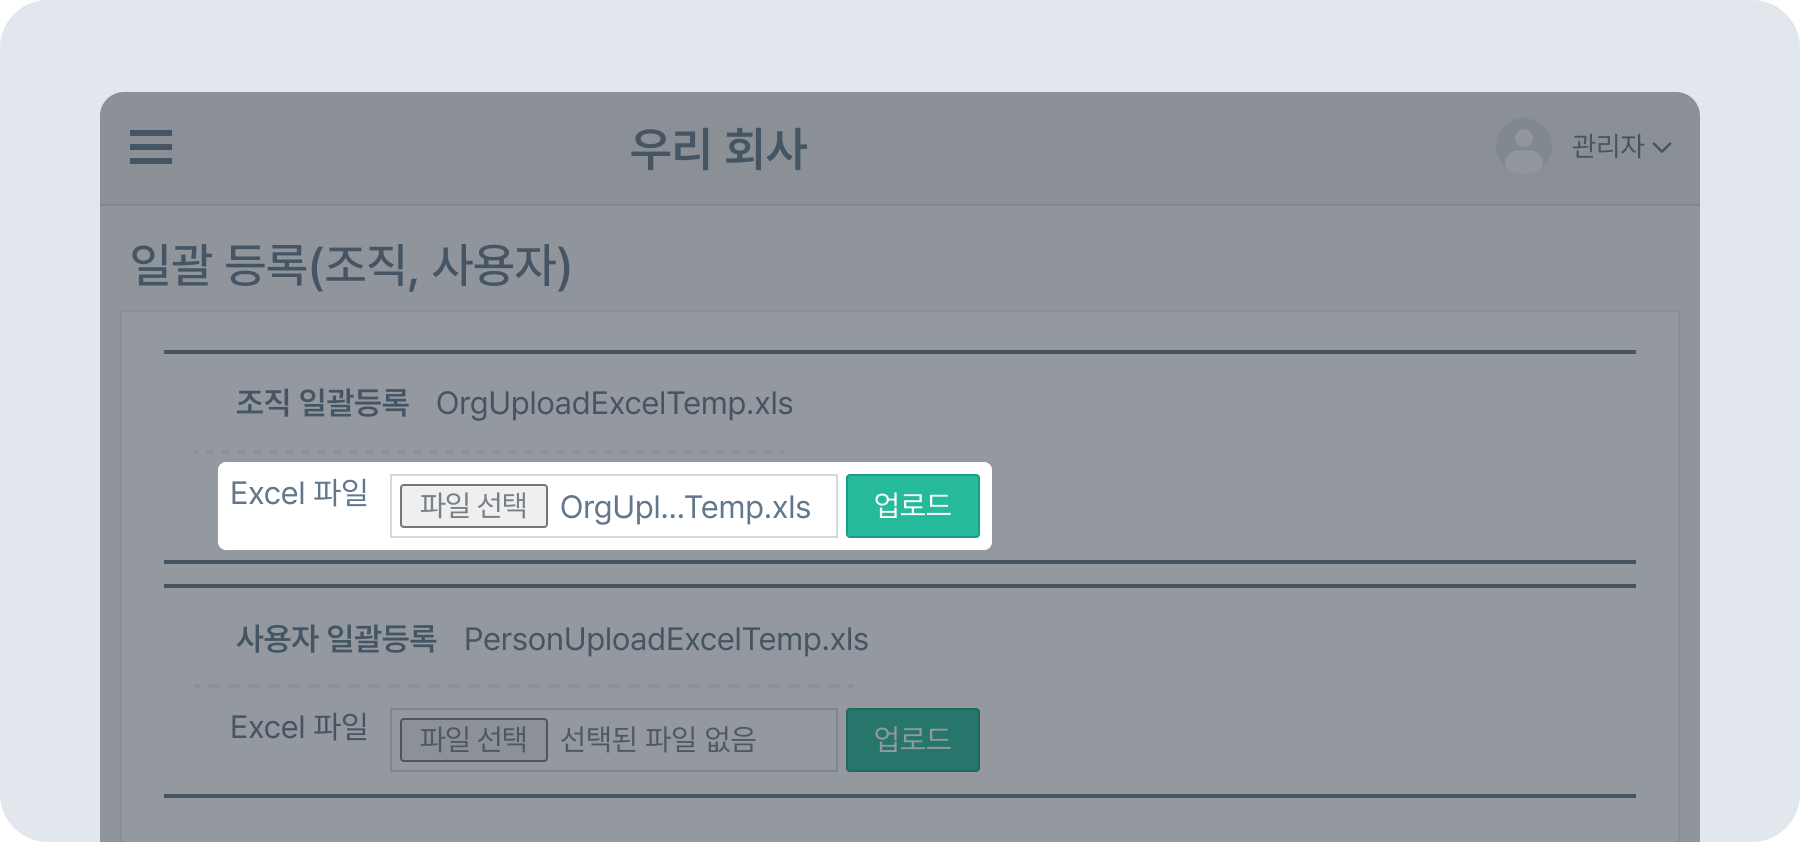 우리 회사
관리자
일괄 등록(조직, 사용자)
조직 일괄등록 OrgUploadExcelTemp.xls
Excel 파일 파일 선택 OrgUpl...Temp.xls 업로드
사용자 일괄등록 PersonUploadExcelTemp.xls
Excel 파일 파일 선택 선택된 파일 없음 업로드